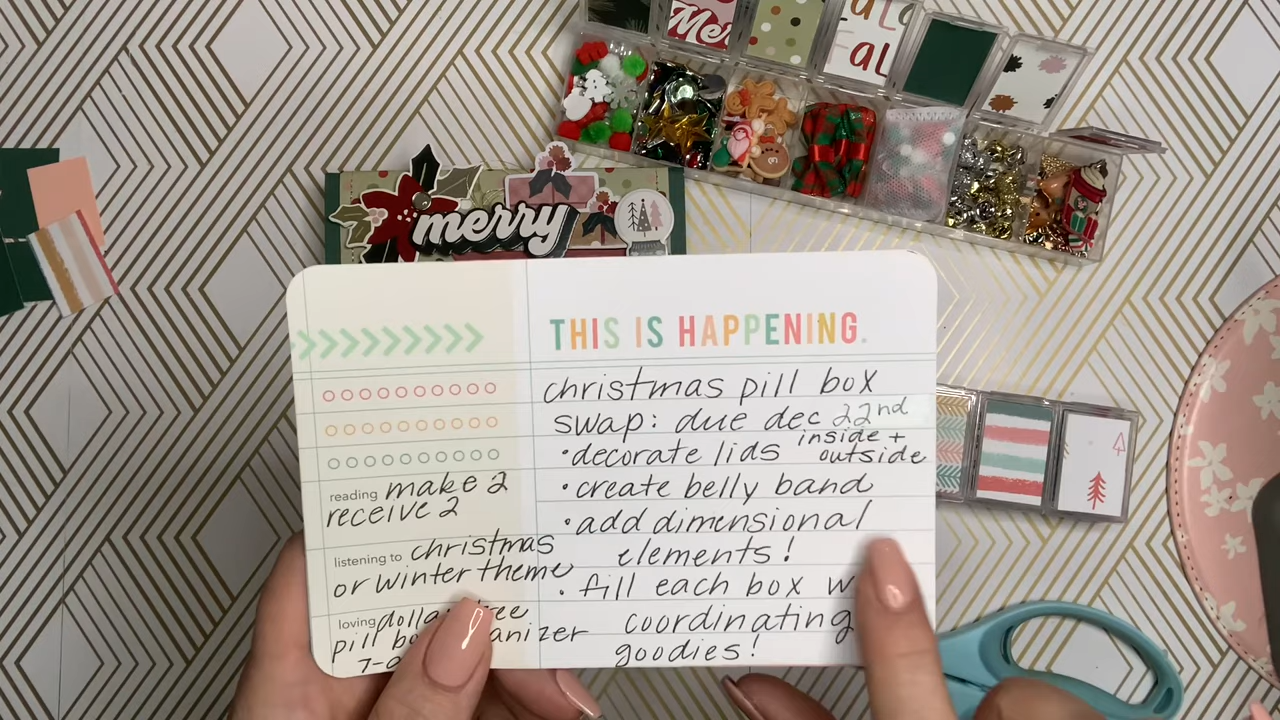 Mer
Fal
merry
THIS IS HAPPENING.
christmas pill box
swap: due dec 22nd
•decorate lids inside +
outside
•create belly band
•add dimensional
elements!
• fill each box
coordinating
goodies!
reading make 2
receive 2
listening to christmas
or winter theme
loving
pill